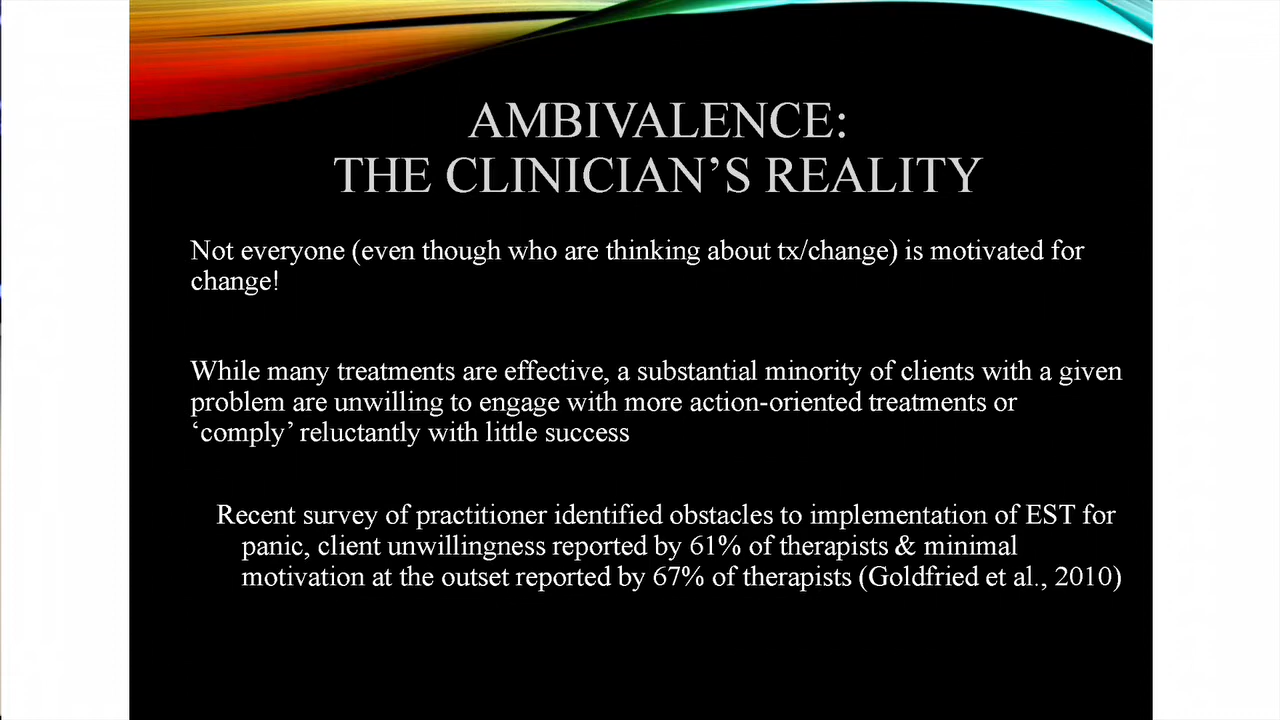 AMBIVALENCE:
THE CLINICIAN’S REALITY
Not everyone (even though who are thinking about tx/change) is motivated for
change!
While many treatments are effective, a substantial minority of clients with a given
problem are unwilling to engage with more action-oriented treatments or
‘comply’ reluctantly with little success
Recent survey of practitioner identified obstacles to implementation of EST for
panic, client unwillingness reported by 61% of therapists & minimal
motivation at the outset reported by 67% of therapists (Goldfried et al., 2010)